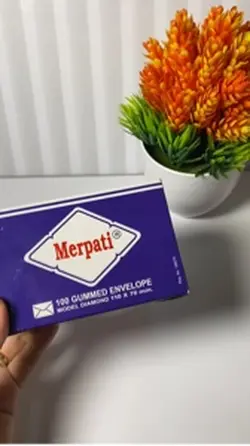 Merpati®
100 GUMMED ENVELOPE
MODEL DIAMOND 110 X 75 mm.